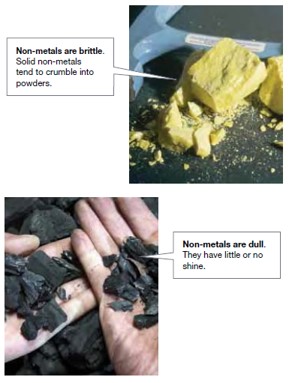 Non-metals are brittle.
Solid non-metals
tend to crumble into
powders.
Non-metals are dull.
They have little or no
shine.